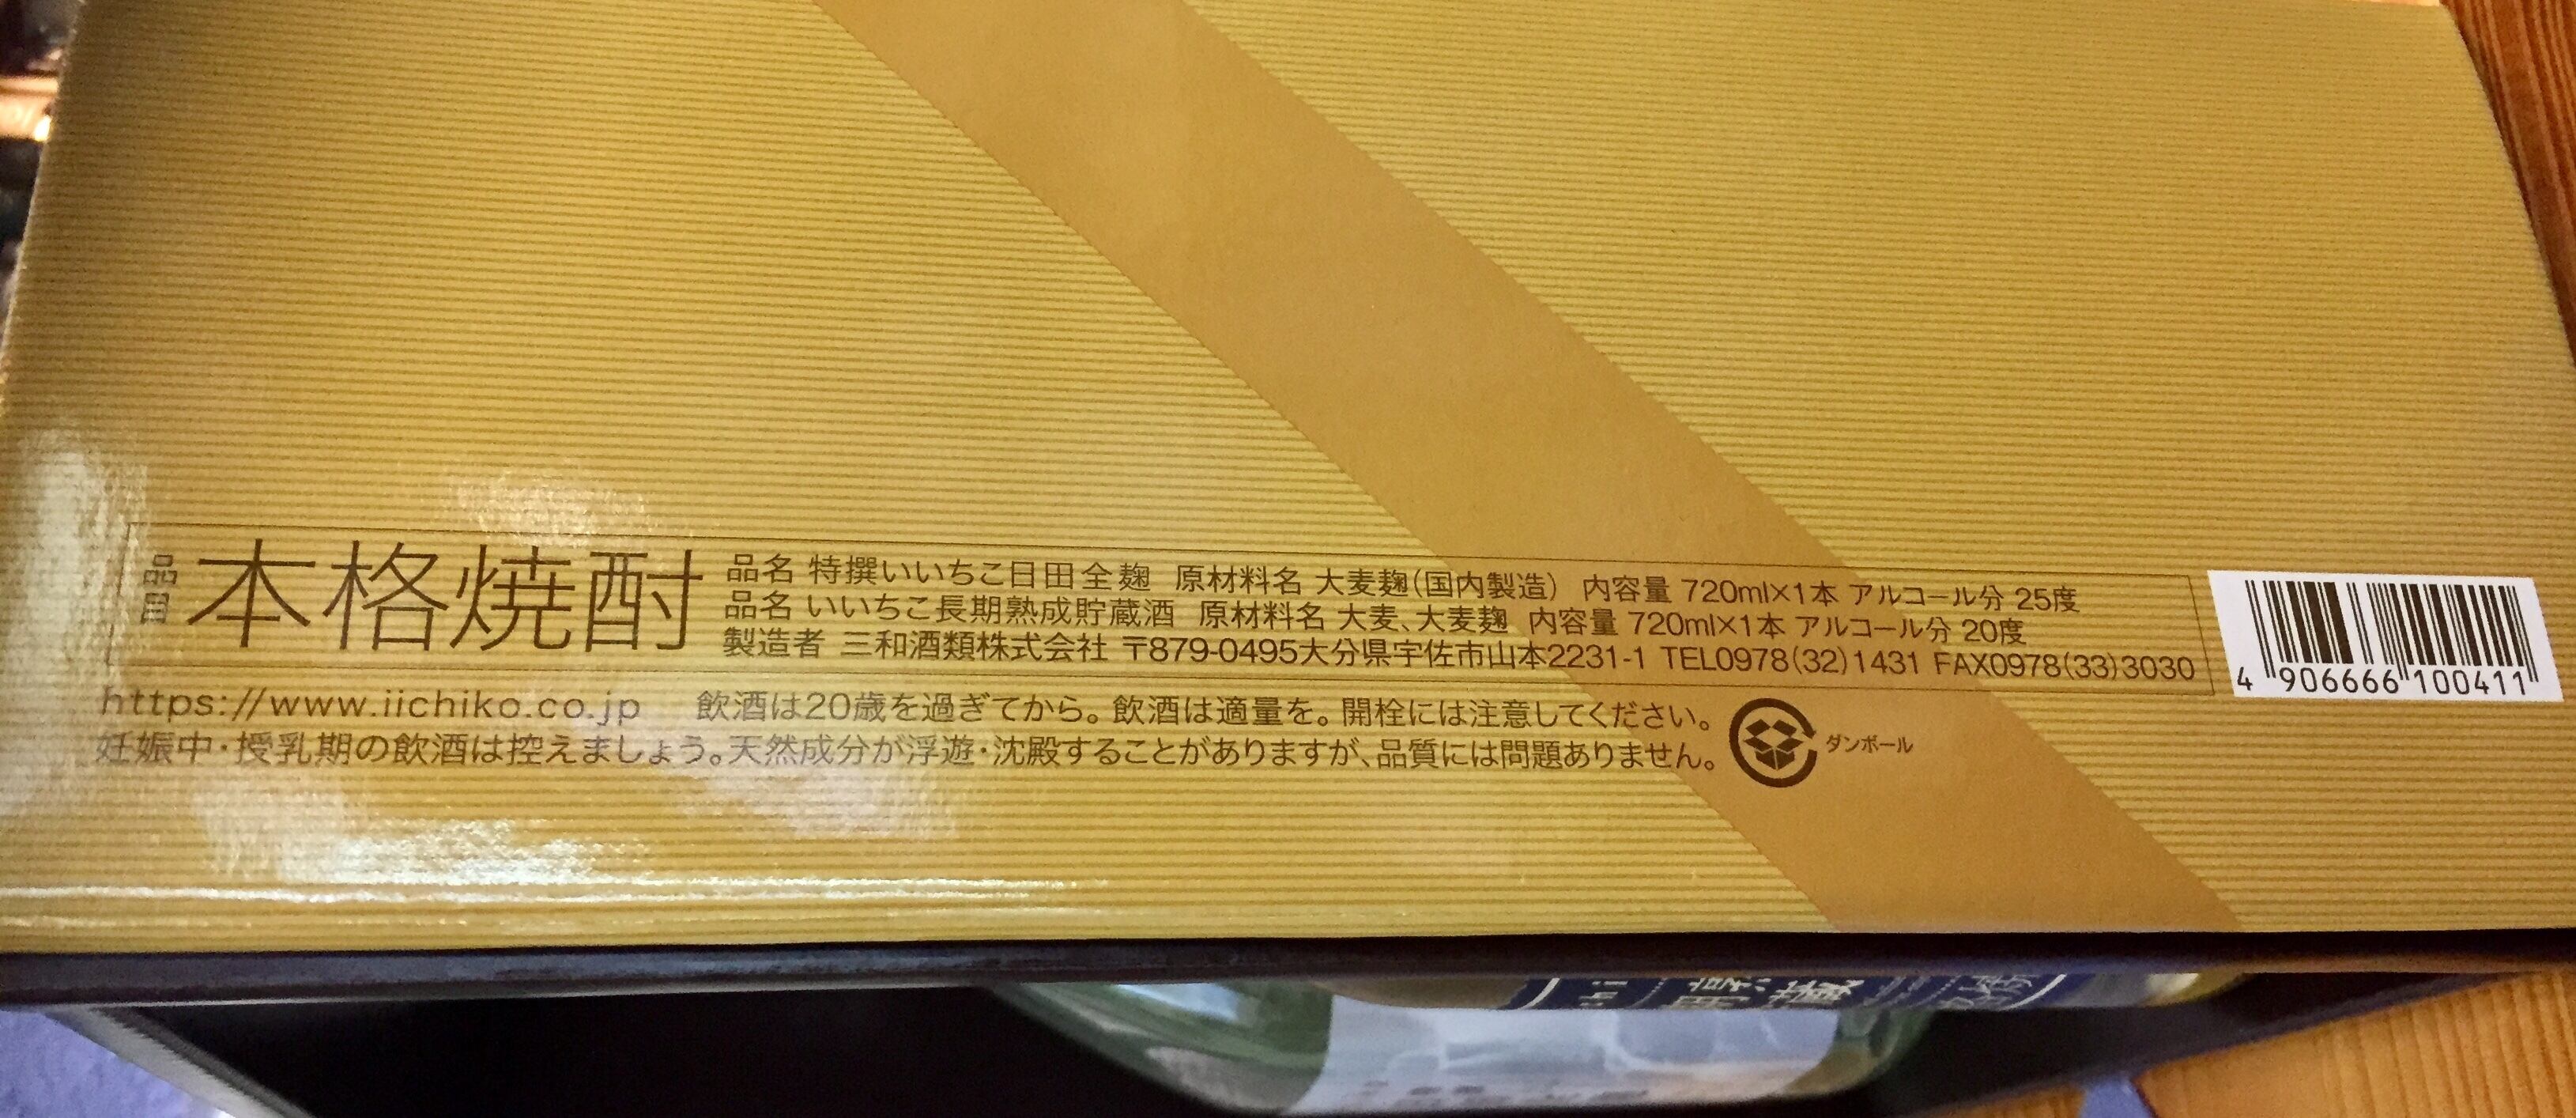 品目 本格焼酎
品名 特撰いいちこ日田全麹 原材料名 大麦麹(国内製造) 内容量 720ml×1本 アルコール分 25度
品名 いいちこ長期熟成貯蔵酒 原材料名 大麦、大麦麹 内容量 720ml×1本 アルコール分 20度
製造者 三和酒類株式会社 〒879-0495大分県宇佐市山本2231-1 TEL0978(32)1431 FAX0978(33)3030
4 906666 100411
https://www.iichiko.co.jp 飲酒は20歳を過ぎてから。飲酒は適量を。開栓には注意してください。
妊娠中・授乳期の飲酒は控えましょう。天然成分が浮遊・沈殿することがありますが、品質には問題ありません。
ダンボール